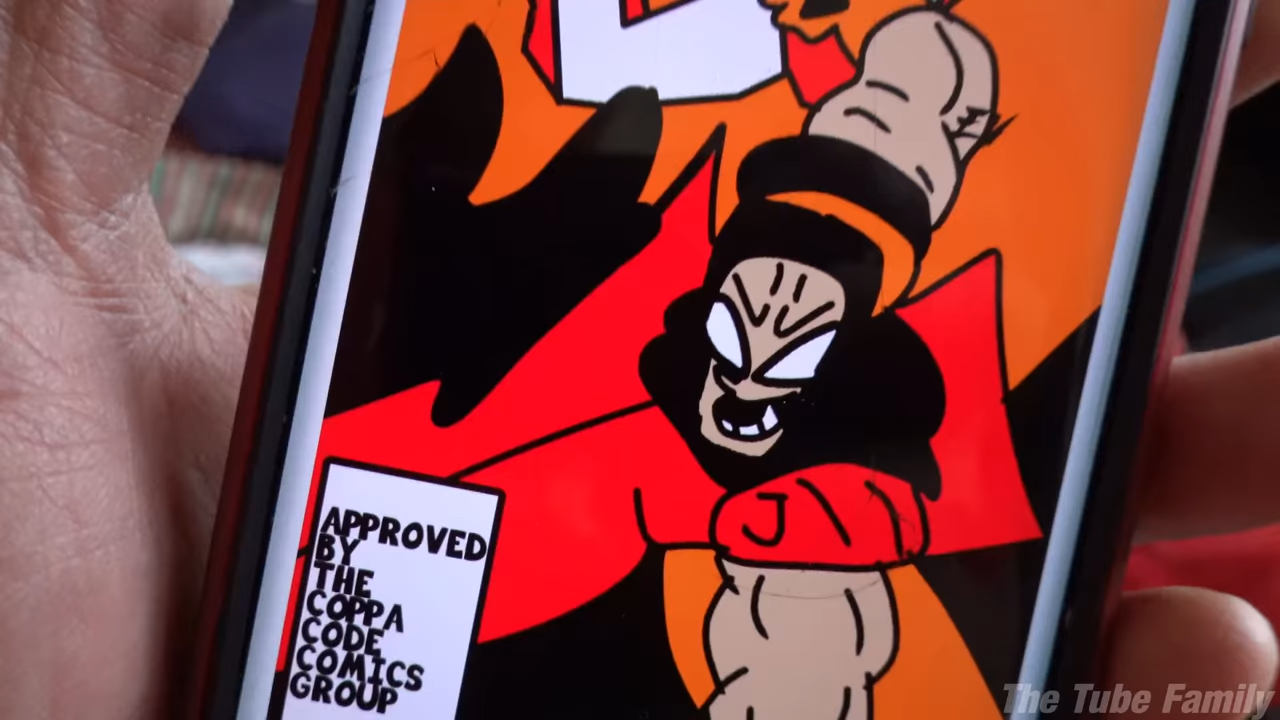 APPROVED
BY
THE
COPPA
CODE
COMICS
GROUP
The Tube Family